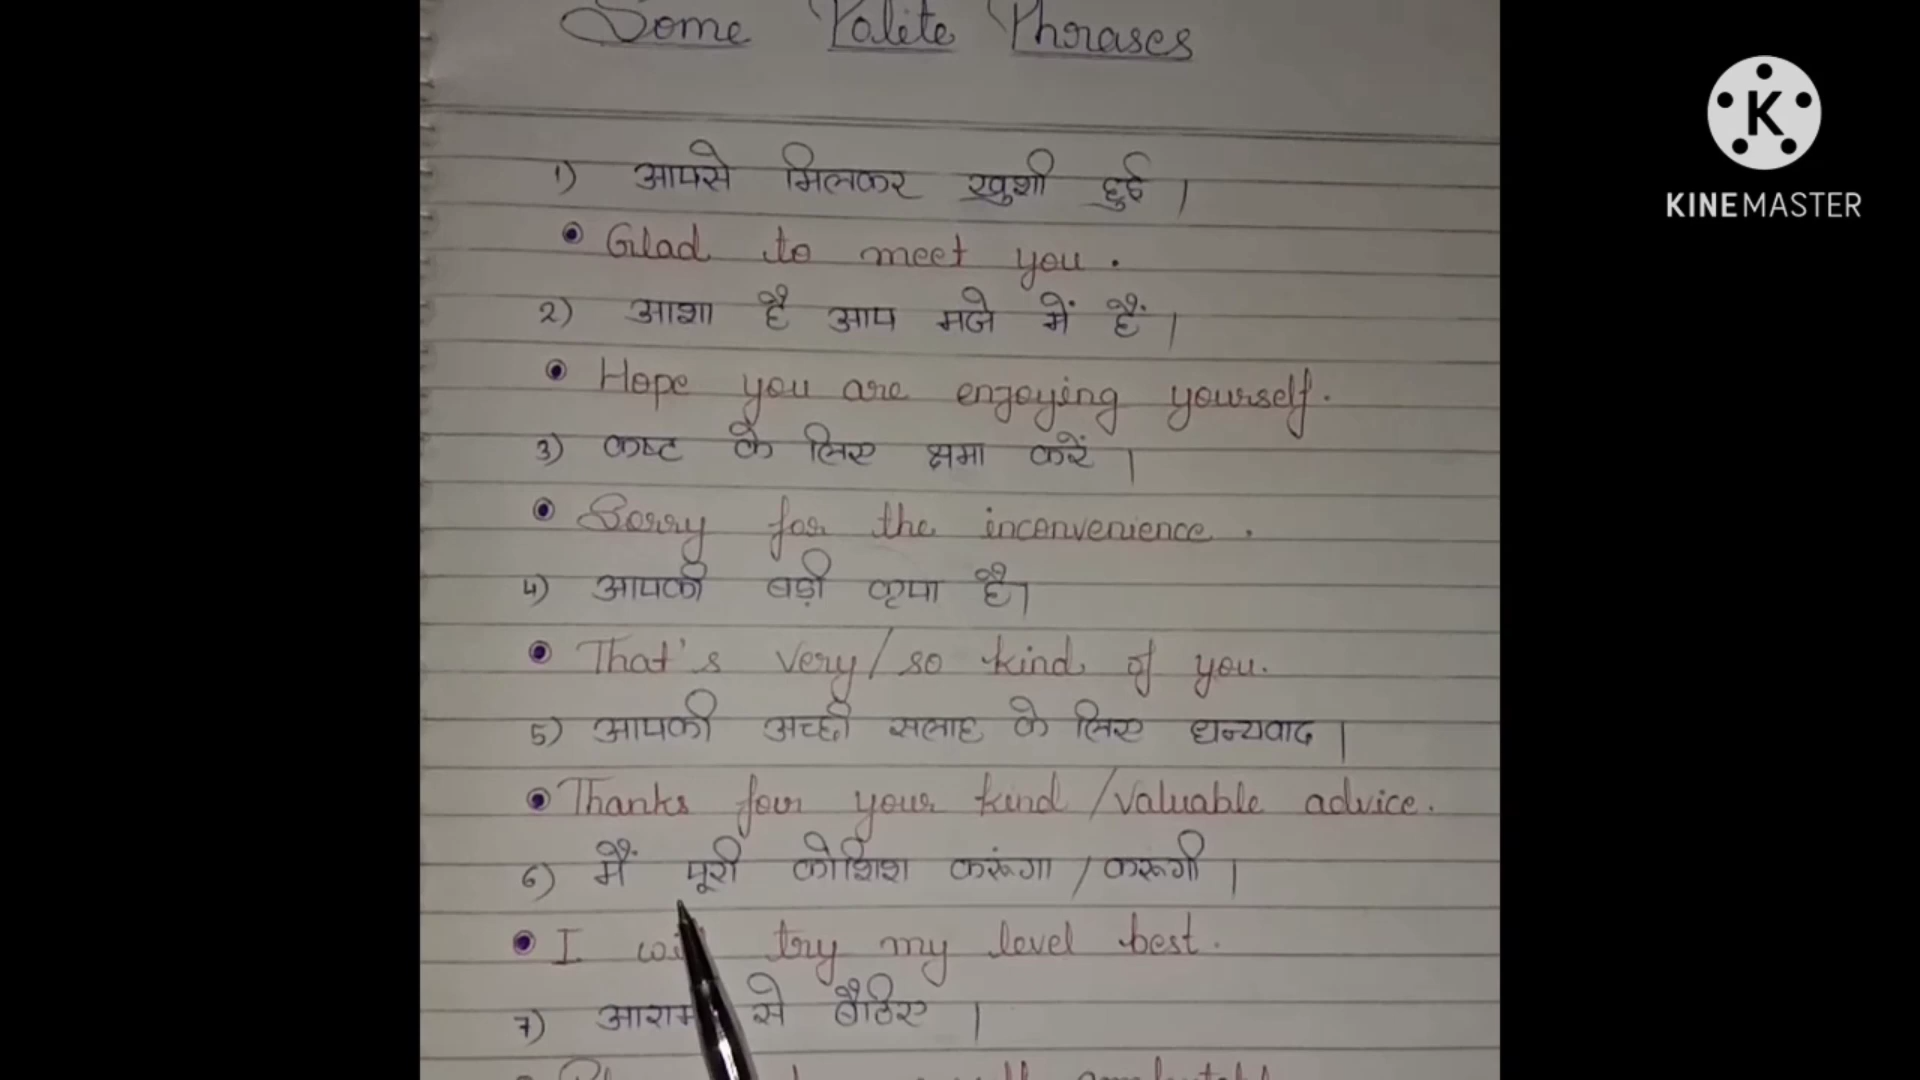 Some Polite Phrases
K
KINEMASTER
1) आपसे मिलकर खुशी हुई ।
Glad to meet you.
2) आशा है आप मजे में हैं ।
Hope you are enjoying yourself.
3) कष्ट के लिए क्षमा करें ।
Sorry for the inconvenience.
4) आपकी बड़ी कृपा है।
That's very/so kind of you.
5) आपकी अच्छी सलाह के लिए धन्यवाद ।
Thanks four your kind/valuable advice.
6) मैं पूरी कोशिश करूंगा / करूगी ।
I will try my level best.
7) आराम से बैठिए ।